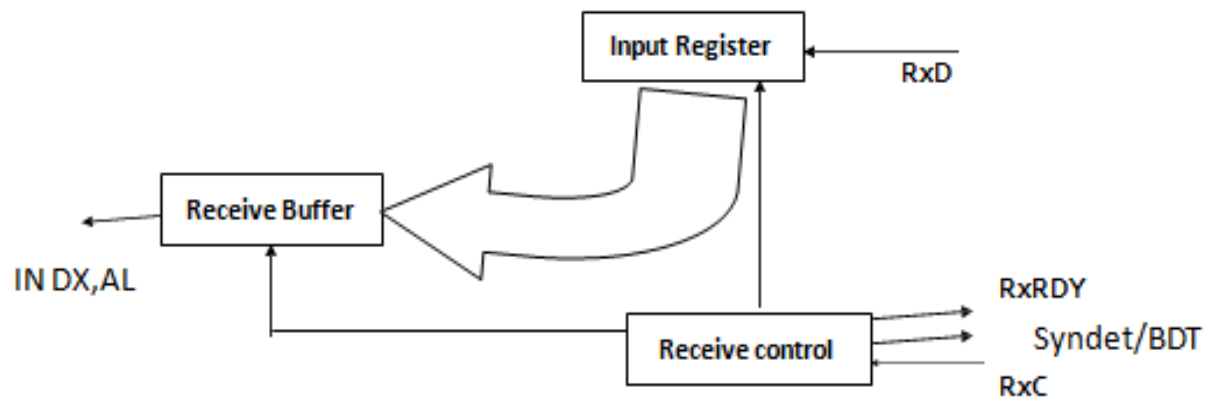 Input Register
RxD
Receive Buffer
IN DX,AL
RxRDY
Receive control
Syndet/BDT
RxC